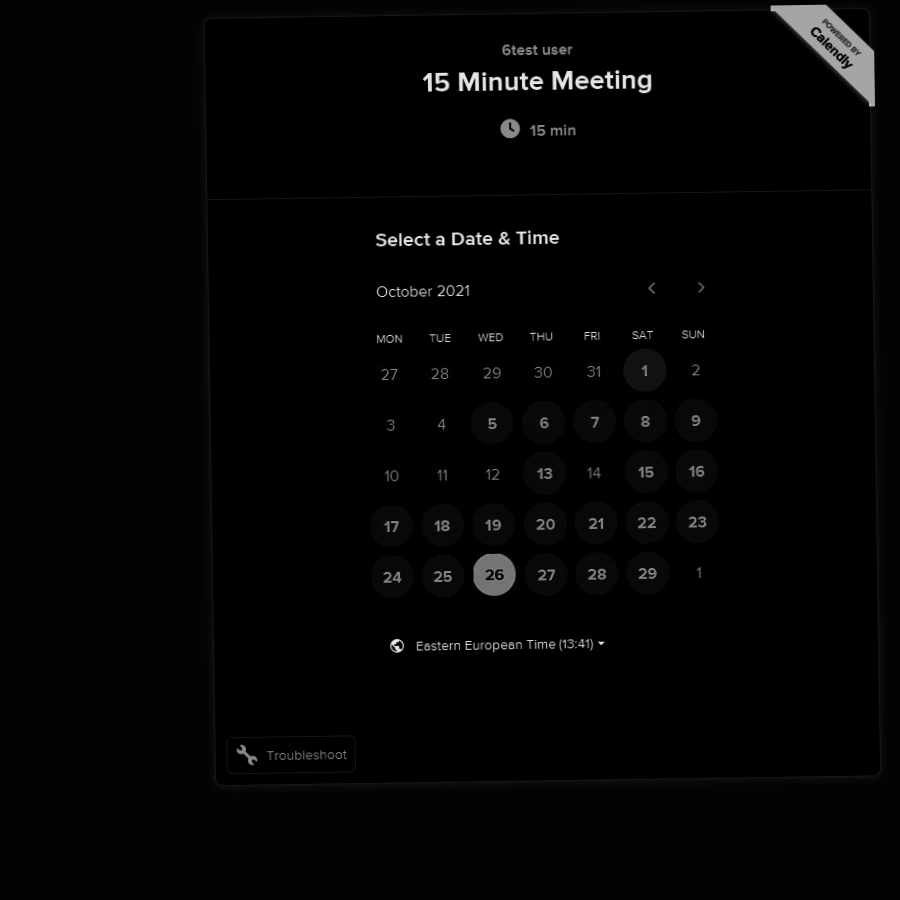 POWERED BY
Calendly
6test user
15 Minute Meeting
15 min
Select a Date & Time
October 2021
MON TUE WED THU FRI SAT SUN
27 28 29 30 31 1 2
3 4 5 6 7 8 9
10 11 12 13 14 15 16
17 18 19 20 21 22 23
24 25 26 27 28 29 1
Eastern European Time (13:41)
Troubleshoot